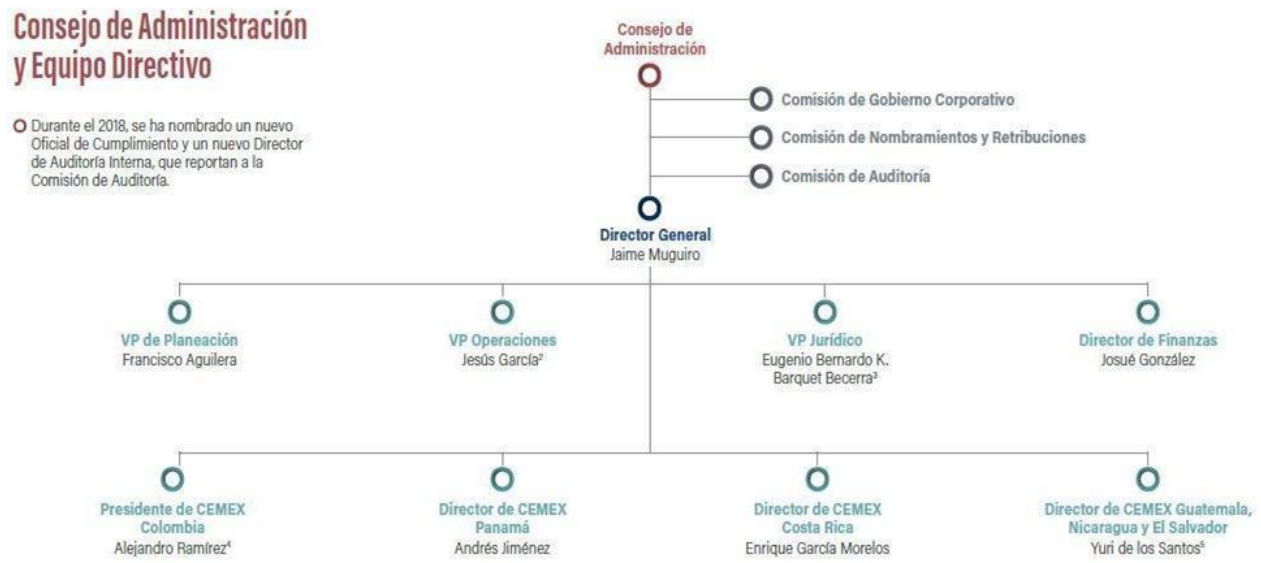 Consejo de Administración
y Equipo Directivo
Durante el 2018, se ha nombrado un nuevo
Oficial de Cumplimiento y un nuevo Director
de Auditoría Interna, que reportan a la
Comisión de Auditoría.
Consejo de
Administración
Comisión de Gobierno Corporativo
Comisión de Nombramientos y Retribuciones
Comisión de Auditoría
Director General
Jaime Muguiro
VP de Planeación
Francisco Aguilera
VP Operaciones
Jesús García²
VP Jurídico
Eugenio Bernardo K.
Barquet Becerra³
Director de Finanzas
Josué González
Presidente de CEMEX
Colombia
Alejandro Ramírez⁴
Director de CEMEX
Panamá
Andrés Jiménez
Director de CEMEX
Costa Rica
Enrique García Morelos
Director de CEMEX Guatemala,
Nicaragua y El Salvador
Yuri de los Santos⁵